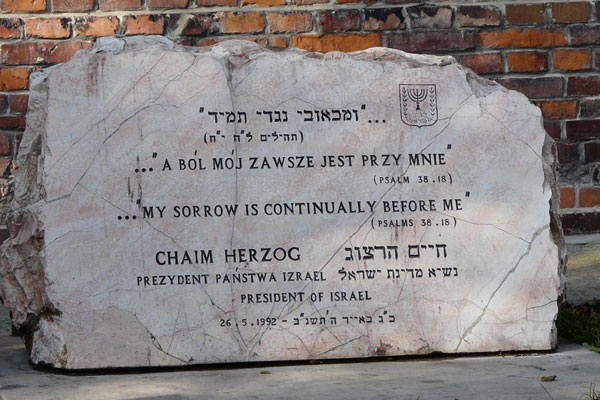 ..."ומכאובי נגדי תמיד"
(תהילים ל"ח י"ח)
..."A BÓL MÓJ ZAWSZE JEST PRZY MNIE"
(PSALM 38.18)
..."MY SORROW IS CONTINUALLY BEFORE ME"
(PSALMS 38.18)
CHAIM HERZOG חיים הרצוג
PREZYDENT PAŃSTWA IZRAEL נשיא מדינת ישראל
PRESIDENT OF ISRAEL
26.5.1992 - כ"ג באייר ה'תשנ"ב